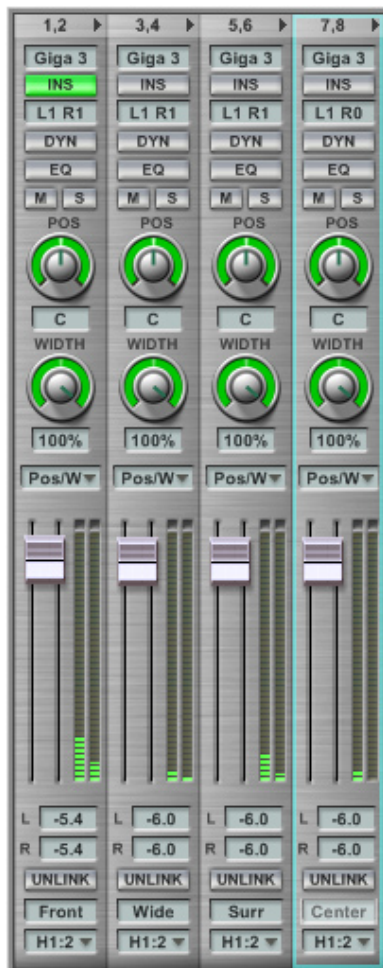 1,2 3,4 5,6 7,8
Giga 3 Giga 3 Giga 3 Giga 3
INS INS INS INS
L1 R1 L1 R1 L1 R1 L1 R0
DYN DYN DYN DYN
EQ EQ EQ EQ
M S M S M S M S
POS POS POS POS
C C C C
WIDTH WIDTH WIDTH WIDTH
100% 100% 100% 100%
Pos/W Pos/W Pos/W Pos/W
L -5.4 L -6.0 L -6.0 L -6.0
R -5.4 R -6.0 R -6.0 R -6.0
UNLINK UNLINK UNLINK UNLINK
Front Wide Surr Center
H1:2 H1:2 H1:2 H1:2